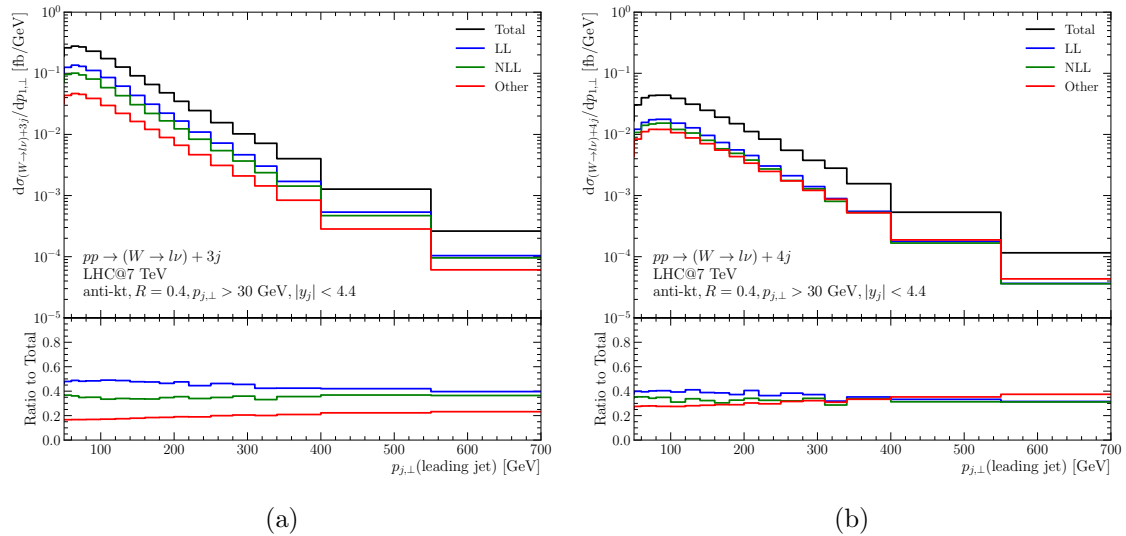 10^0
10^-1
10^-2
10^-3
10^-4
10^-5
dσ_(W→lν)+3j/dp_1,⊥ [fb/GeV]
Total
LL
NLL
Other
pp → (W → lν) + 3j
LHC@7 TeV
anti-kt, R = 0.4, p_j,⊥ > 30 GeV, |y_j| < 4.4
0.8
0.6
0.4
0.2
0.0
Ratio to Total
100 200 300 400 500 600 700
p_j,⊥(leading jet) [GeV]
(a)
10^0
10^-1
10^-2
10^-3
10^-4
10^-5
dσ_(W→lν)+4j/dp_1,⊥ [fb/GeV]
Total
LL
NLL
Other
pp → (W → lν) + 4j
LHC@7 TeV
anti-kt, R = 0.4, p_j,⊥ > 30 GeV, |y_j| < 4.4
0.8
0.6
0.4
0.2
0.0
Ratio to Total
100 200 300 400 500 600 700
p_j,⊥(leading jet) [GeV]
(b)